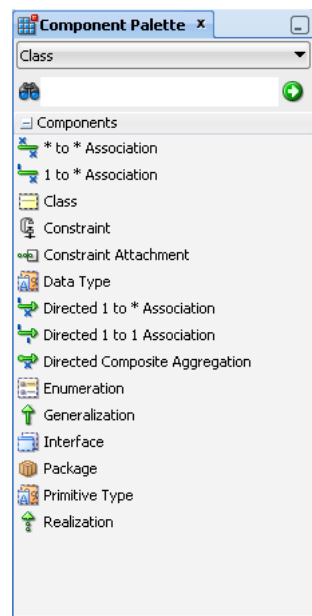 Component Palette x
Class
Components
* to * Association
1 to * Association
Class
Constraint
Constraint Attachment
Data Type
Directed 1 to * Association
Directed 1 to 1 Association
Directed Composite Aggregation
Enumeration
Generalization
Interface
Package
Primitive Type
Realization